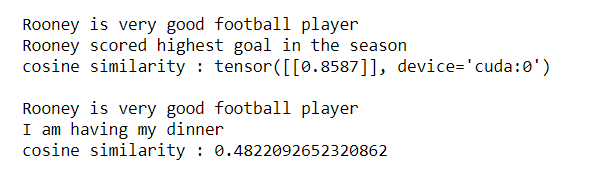 Rooney is very good football player
Rooney scored highest goal in the season
cosine similarity : tensor([[0.8587]], device='cuda:0')
Rooney is very good football player
I am having my dinner
cosine similarity : 0.4822092652320862